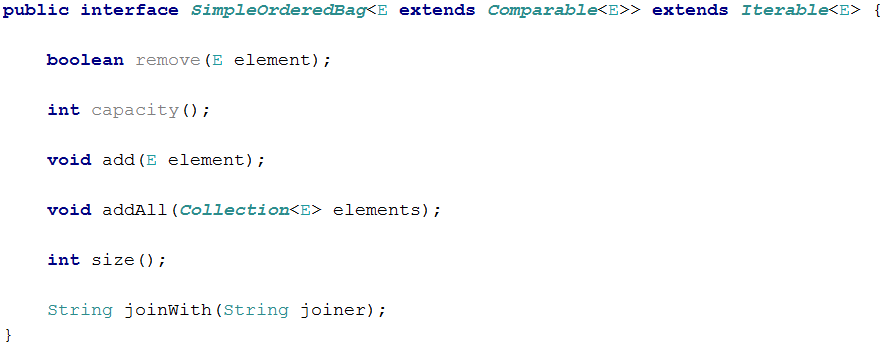 public interface SimpleOrderedBag<E extends Comparable<E>> extends Iterable<E> {
boolean remove(E element);
int capacity();
void add(E element);
void addAll(Collection<E> elements);
int size();
String joinWith(String joiner);
}